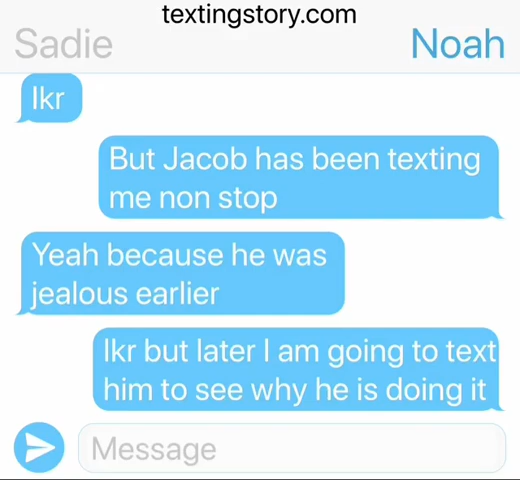 textingstory.com
Sadie
Noah
Ikr
But Jacob has been texting
me non stop
Yeah because he was
jealous earlier
Ikr but later I am going to text
him to see why he is doing it
Message